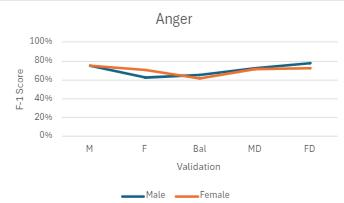 Anger
100%
80%
60%
40%
20%
0%
F-1 Score
M F Bal MD FD
Validation
Male Female